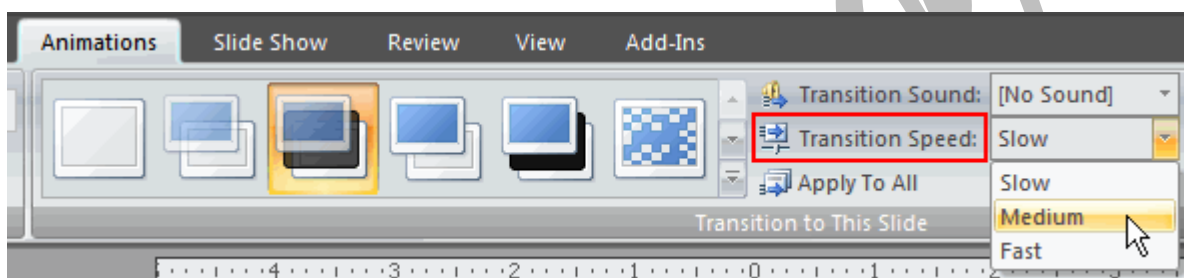 Animations Slide Show Review View Add-Ins
Transition Sound: [No Sound]
Transition Speed: Slow
Apply To All Slow
Transition to This Slide Medium
Fast
4 3 2 1 0 1 2 3